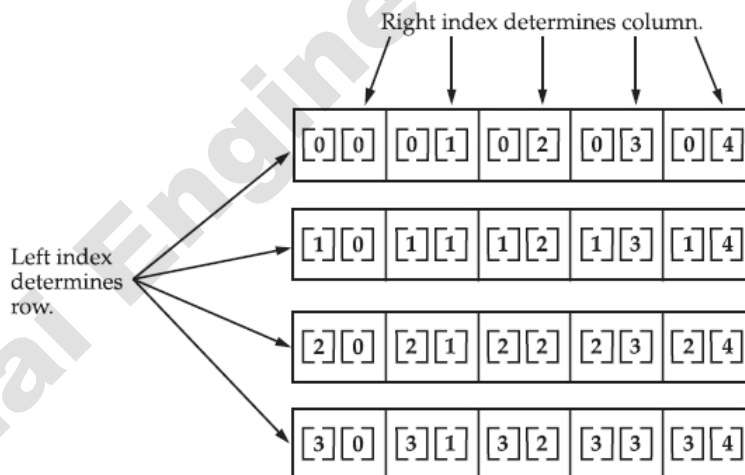 Right index determines column.
[0][0] [0][1] [0][2] [0][3] [0][4]
[1][0] [1][1] [1][2] [1][3] [1][4]
Left index
determines
row.
[2][0] [2][1] [2][2] [2][3] [2][4]
[3][0] [3][1] [3][2] [3][3] [3][4]